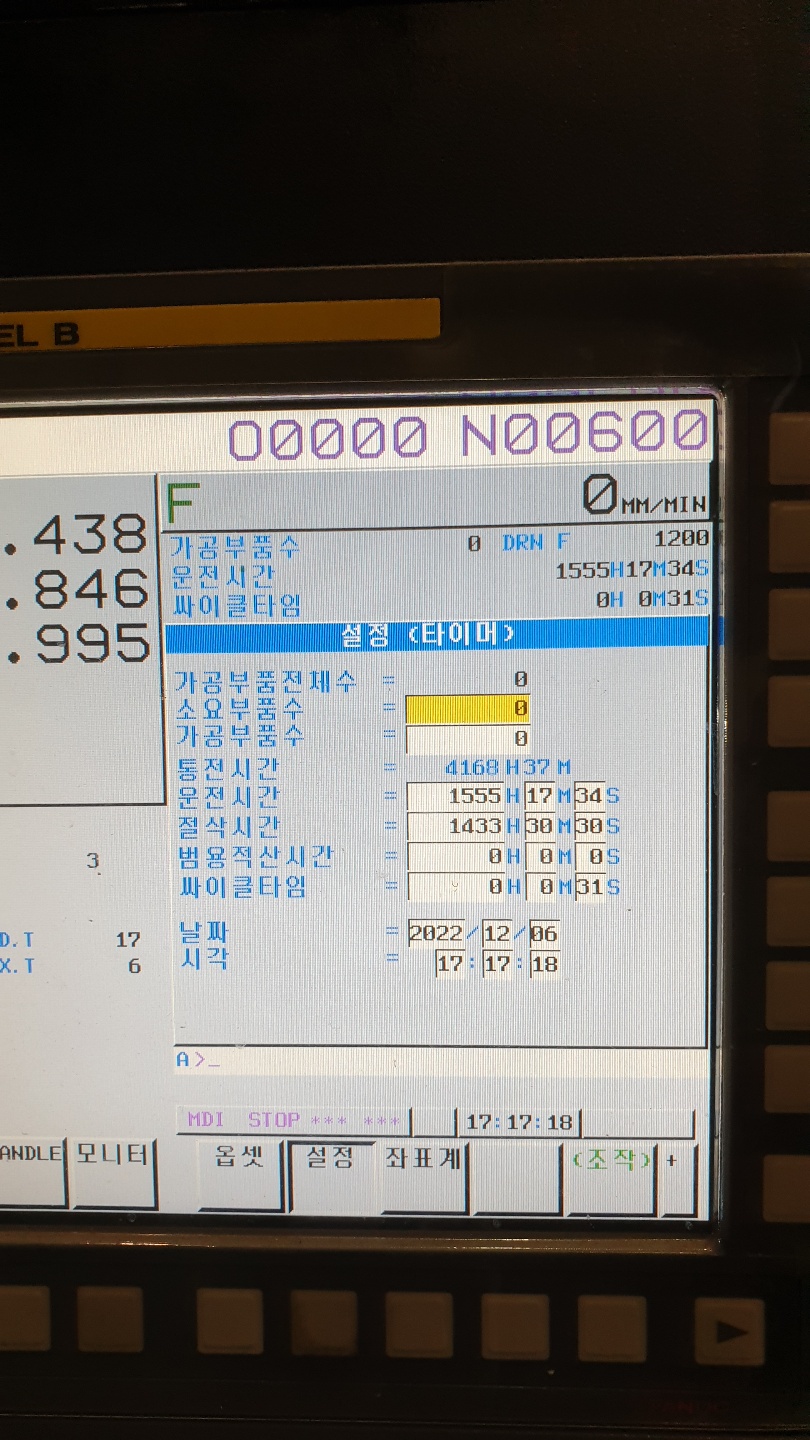 EL B
O0000 N00600
F 0 MM/MIN
.438
.846
.995
가공부품수 0 DRN F 1200
운전시간 1555H17M34S
싸이클타임 0H 0M31S
설정 (타이머)
가공부품전체수 = 0
소요부품수 = 0
가공부품수 = 0
통전시간 = 4168H37M
운전시간 = 1555H17M34S
절삭시간 = 1433H30M30S
범용적산시간 = 0H 0M 0S
싸이클타임 = 0H 0M31S
날짜 = 2022/12/06
시각 = 17:17:18
3
D.T 17
X.T 6
A>_
MDI STOP *** *** 17:17:18
ANDLE 모니터 옵셋 설정 좌표계 (조작) +